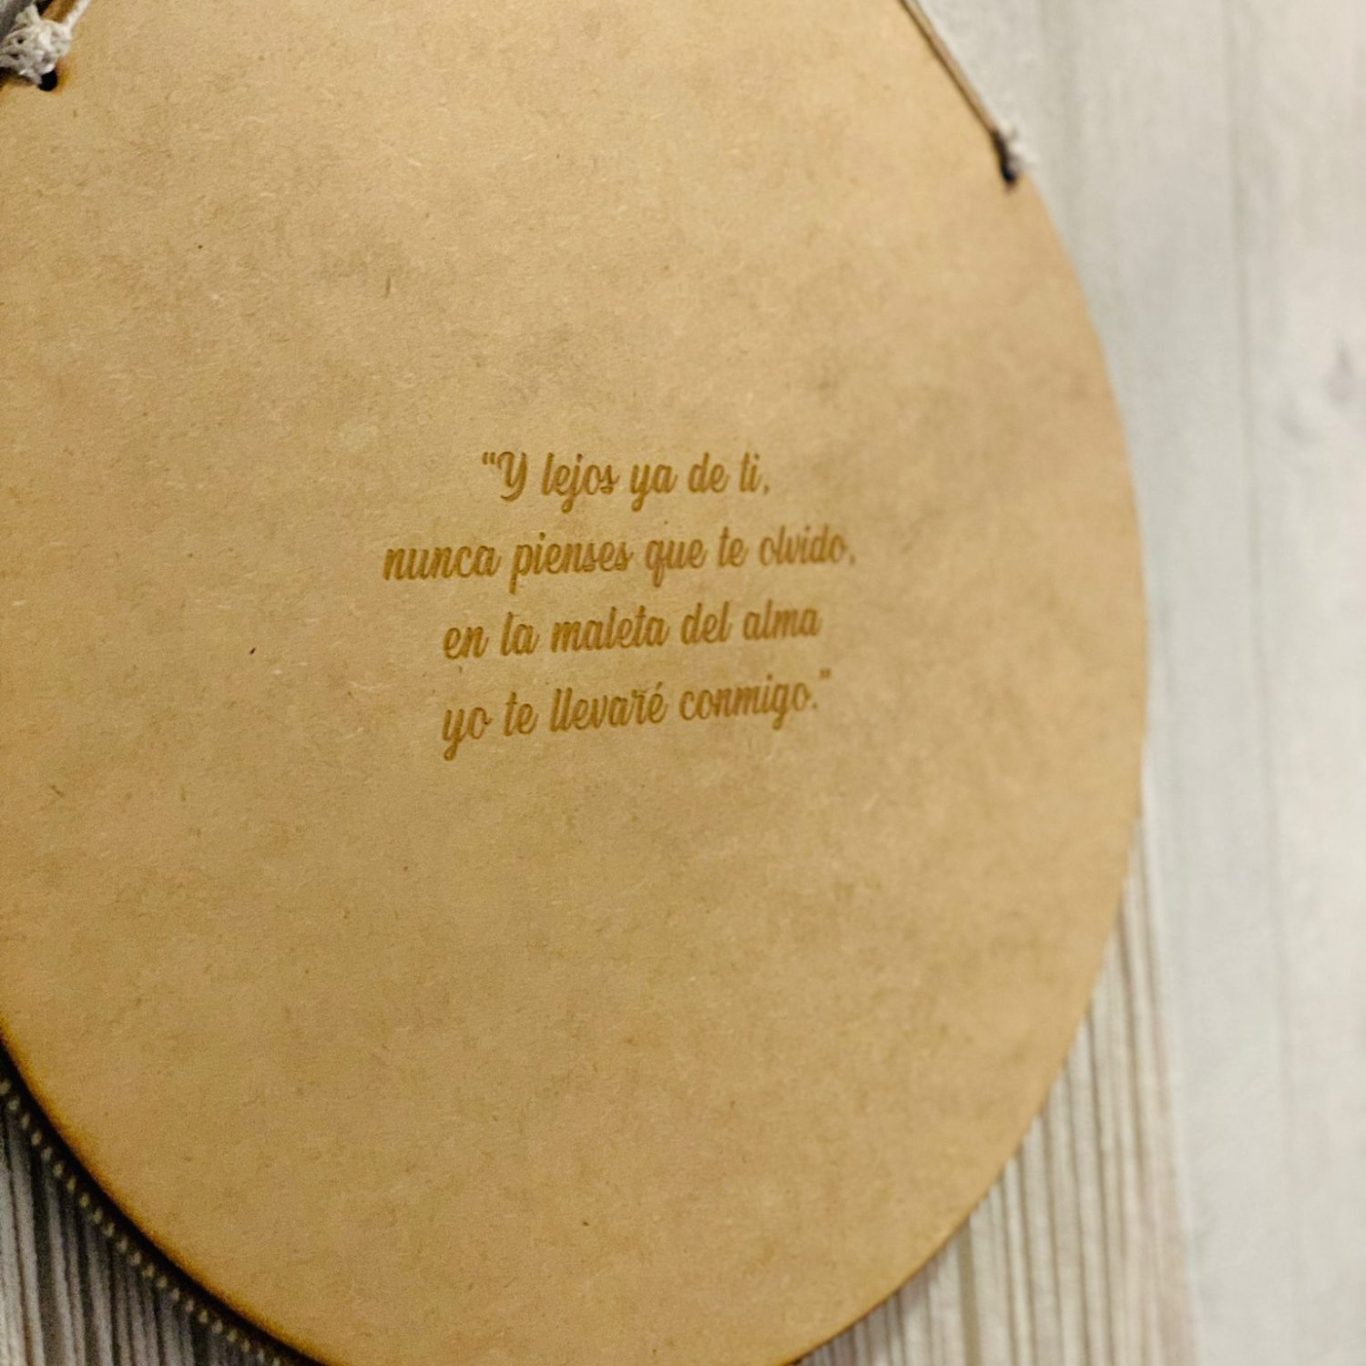 "Y lejos ya de ti,
nunca pienses que te olvido,
en la maleta del alma
yo te llevaré conmigo."